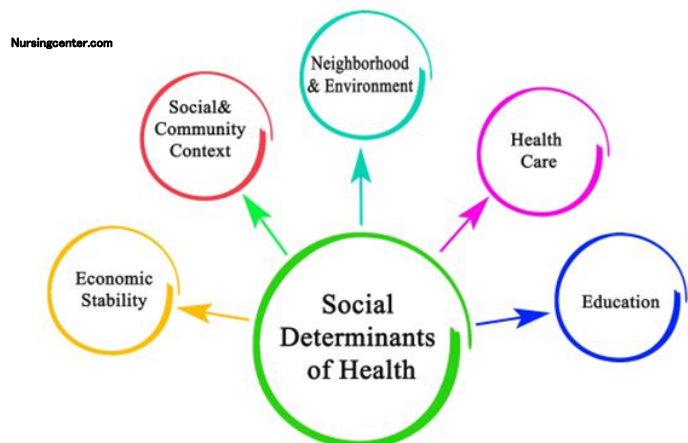 Nursingcenter.com
Neighborhood
& Environment
Social&
Community
Context
Health
Care
Economic
Stability
Social
Determinants
of Health
Education